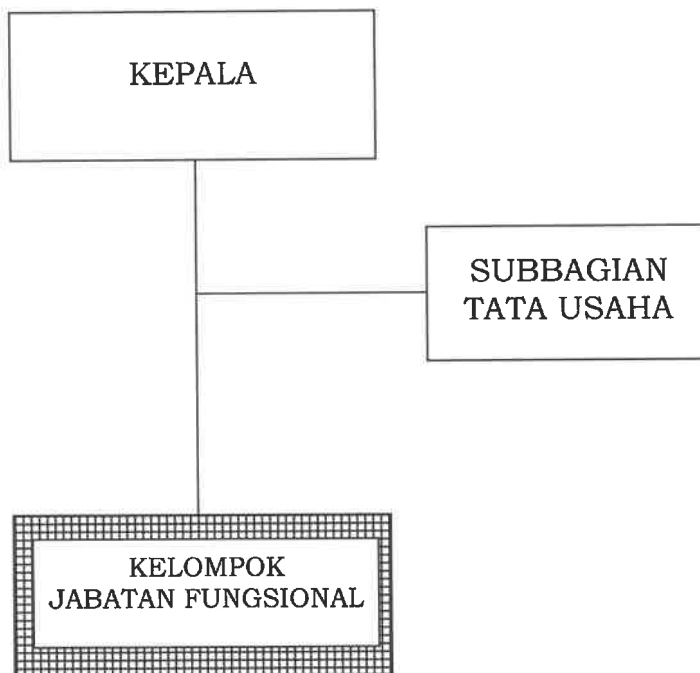 KEPALA
SUBBAGIAN
TATA USAHA
KELOMPOK
JABATAN FUNGSIONAL